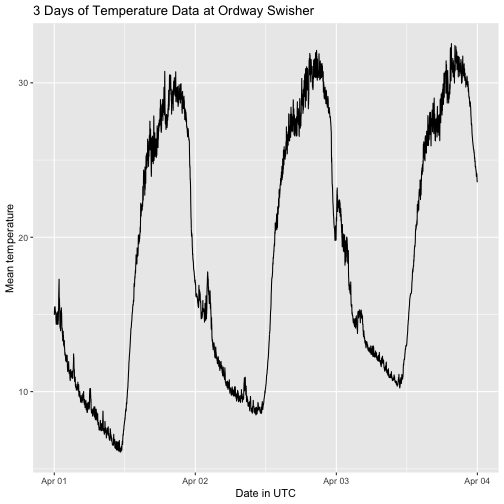 3 Days of Temperature Data at Ordway Swisher
Mean temperature
30
20
10
Apr 01
Apr 02
Apr 03
Apr 04
Date in UTC